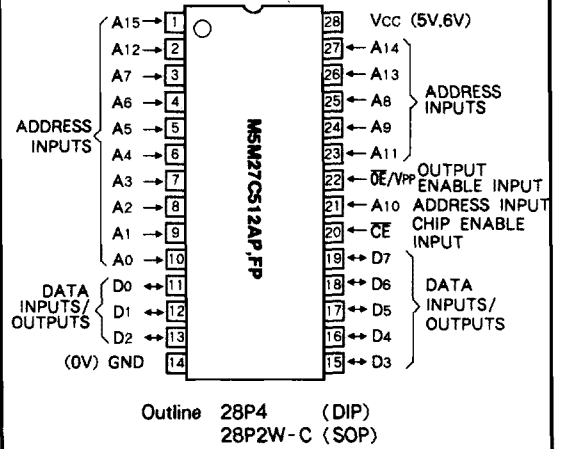 A15 → 1
A12 → 2
A7 → 3
A6 → 4
A5 → 5
A4 → 6
A3 → 7
A2 → 8
A1 → 9
A0 → 10
D0 ↔ 11
D1 ↔ 12
D2 ↔ 13
(0V) GND 14
ADDRESS
INPUTS
DATA
INPUTS/
OUTPUTS
M5M27C512AP,FP
28 VCC (5V,6V)
27 ← A14
26 ← A13
25 ← A8
24 ← A9
23 ← A11
ADDRESS
INPUTS
22 ← OE/VPP OUTPUT
ENABLE INPUT
21 ← A10 ADDRESS INPUT
20 ← CE CHIP ENABLE
INPUT
19 ↔ D7
18 ↔ D6
17 ↔ D5
16 ↔ D4
15 ↔ D3
DATA
INPUTS/
OUTPUTS
Outline 28P4 (DIP)
28P2W-C (SOP)